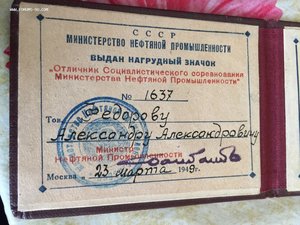 СССР
МИНИСТЕРСТВО НЕФТЯНОЙ ПРОМЫШЛЕННОСТИ
ВЫДАН НАГРУДНЫЙ ЗНАЧОК
"Отличник Социалистического соревнования
Министерства Нефтяной Промышленности"
№ 1637
Тов. Федорову
Александру Александровичу
Министр
Нефтяной Промышленности
Москва 23 марта 1949 г.